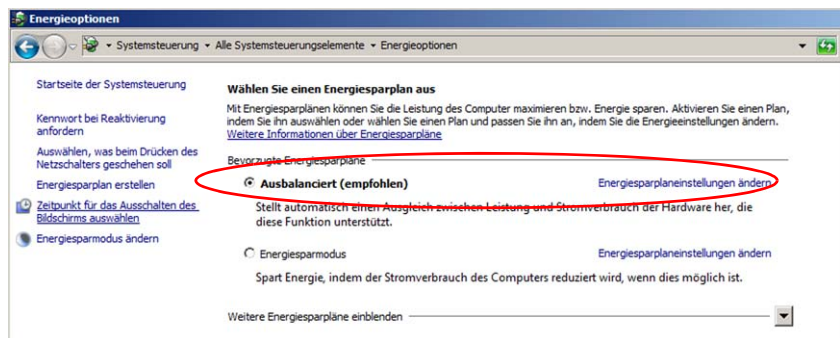 Energieoptionen
Systemsteuerung Alle Systemsteuerungselemente Energieoptionen
Startseite der Systemsteuerung
Kennwort bei Reaktivierung
anfordern
Auswählen, was beim Drücken des
Netzschalters geschehen soll
Energiesparplan erstellen
Zeitpunkt für das Ausschalten des
Bildschirms auswählen
Energiesparmodus ändern
Wählen Sie einen Energiesparplan aus
Mit Energiesparplänen können Sie die Leistung des Computer maximieren bzw. Energie sparen. Aktivieren Sie einen Plan,
indem Sie ihn auswählen oder wählen Sie einen Plan und passen Sie ihn an, indem Sie die Energieeinstellungen ändern.
Weitere Informationen über Energiesparpläne
Bevorzugte Energiesparpläne
Ausbalanciert (empfohlen) Energiesparplaneinstellungen ändern
Stellt automatisch einen Ausgleich zwischen Leistung und Stromverbrauch der Hardware her, die
diese Funktion unterstützt.
Energiesparmodus Energiesparplaneinstellungen ändern
Spart Energie, indem der Stromverbrauch des Computers reduziert wird, wenn dies möglich ist.
Weitere Energiesparpläne einblenden